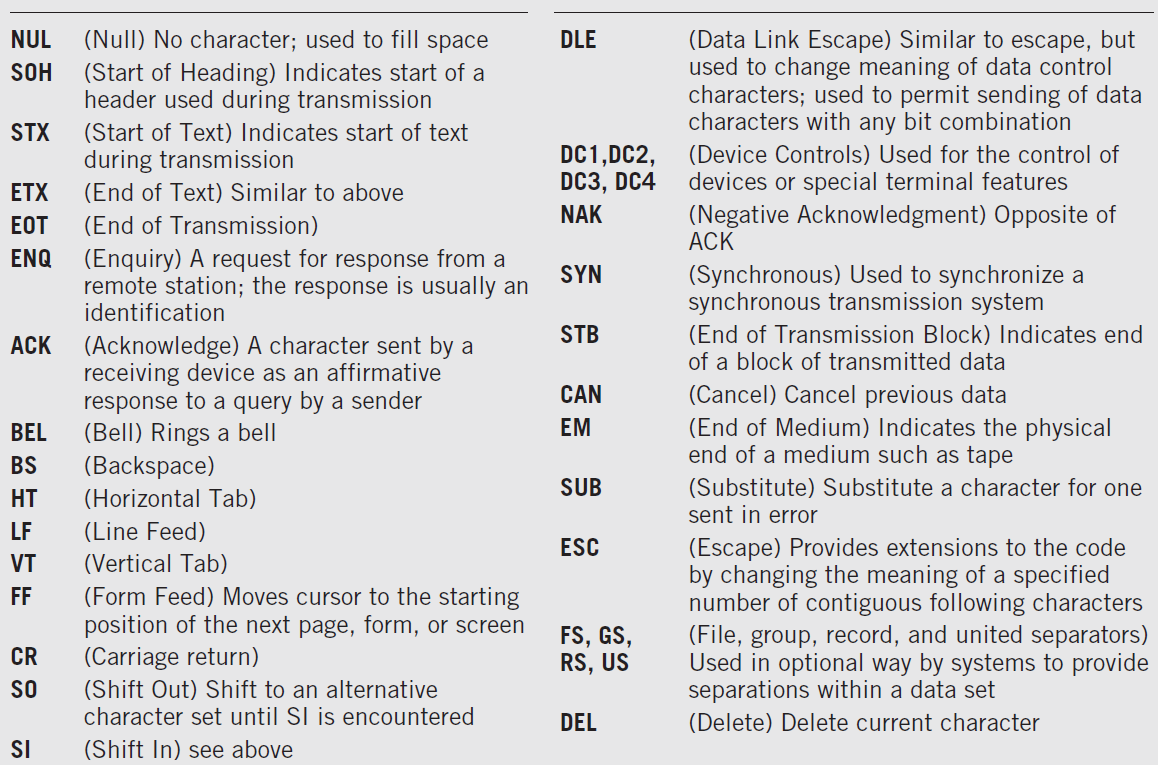 NUL (Null) No character; used to fill space
SOH (Start of Heading) Indicates start of a
header used during transmission
STX (Start of Text) Indicates start of text
during transmission
ETX (End of Text) Similar to above
EOT (End of Transmission)
ENQ (Enquiry) A request for response from a
remote station; the response is usually an
identification
ACK (Acknowledge) A character sent by a
receiving device as an affirmative
response to a query by a sender
BEL (Bell) Rings a bell
BS (Backspace)
HT (Horizontal Tab)
LF (Line Feed)
VT (Vertical Tab)
FF (Form Feed) Moves cursor to the starting
position of the next page, form, or screen
CR (Carriage return)
SO (Shift Out) Shift to an alternative
character set until SI is encountered
SI (Shift In) see above
DLE (Data Link Escape) Similar to escape, but
used to change meaning of data control
characters; used to permit sending of data
characters with any bit combination
DC1,DC2, (Device Controls) Used for the control of
DC3, DC4 devices or special terminal features
NAK (Negative Acknowledgment) Opposite of
ACK
SYN (Synchronous) Used to synchronize a
synchronous transmission system
STB (End of Transmission Block) Indicates end
of a block of transmitted data
CAN (Cancel) Cancel previous data
EM (End of Medium) Indicates the physical
end of a medium such as tape
SUB (Substitute) Substitute a character for one
sent in error
ESC (Escape) Provides extensions to the code
by changing the meaning of a specified
number of contiguous following characters
FS, GS, (File, group, record, and united separators)
RS, US Used in optional way by systems to provide
separations within a data set
DEL (Delete) Delete current character